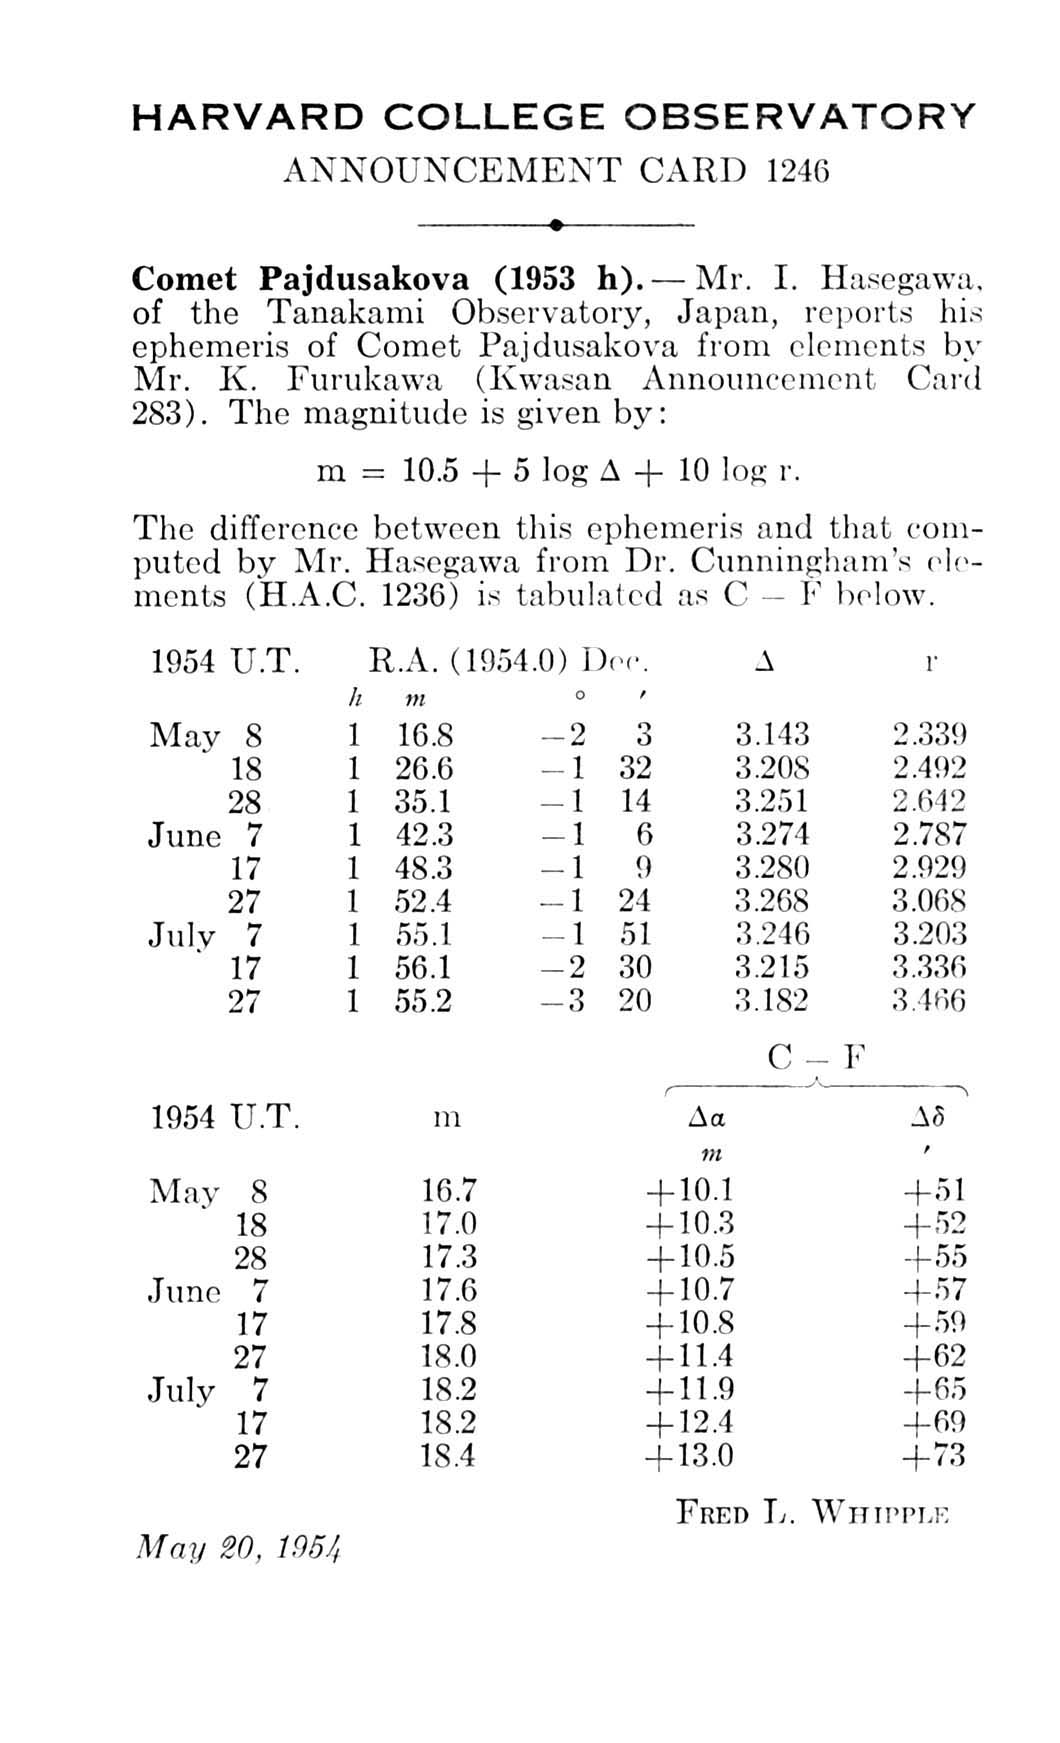 HARVARD COLLEGE OBSERVATORY
ANNOUNCEMENT CARD 1246
Comet Pajdusakova (1953 h).— Mr. I. Hasegawa,
of the Tanakami Observatory, Japan, reports his
ephemeris of Comet Pajdusakova from elements by
Mr. K. Furukawa (Kwasan Announcement Card
283). The magnitude is given by:
m = 10.5 + 5 log Δ + 10 log r.
The difference between this ephemeris and that com-
puted by Mr. Hasegawa from Dr. Cunningham's ele-
ments (H.A.C. 1236) is tabulated as C – F below.
1954 U.T. R.A. (1954.0) Dec. Δ r
h m ° ′
May 8 1 16.8 –2 3 3.143 2.339
18 1 26.6 –1 32 3.208 2.492
28 1 35.1 –1 14 3.251 2.642
June 7 1 42.3 –1 6 3.274 2.787
17 1 48.3 –1 9 3.280 2.929
27 1 52.4 –1 24 3.268 3.068
July 7 1 55.1 –1 51 3.246 3.203
17 1 56.1 –2 30 3.215 3.336
27 1 55.2 –3 20 3.182 3.466
C – F
1954 U.T. m Δα Δδ
m ′
May 8 16.7 +10.1 +51
18 17.0 +10.3 +52
28 17.3 +10.5 +55
June 7 17.6 +10.7 +57
17 17.8 +10.8 +59
27 18.0 +11.4 +62
July 7 18.2 +11.9 +65
17 18.2 +12.4 +69
27 18.4 +13.0 +73
FRED L. WHIPPLE
May 20, 1954